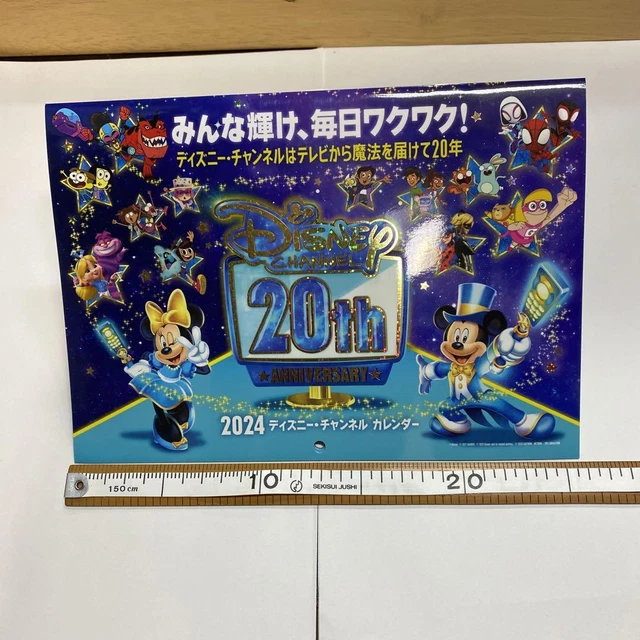 みんな輝け、毎日ワクワク!
ディズニー・チャンネルはテレビから魔法を届けて20年
DISNEY
CHANNEL
20th
★ANNIVERSARY★
2024 ディズニー・チャンネル カレンダー
150cm
10
SEKISUI JUSHI
20